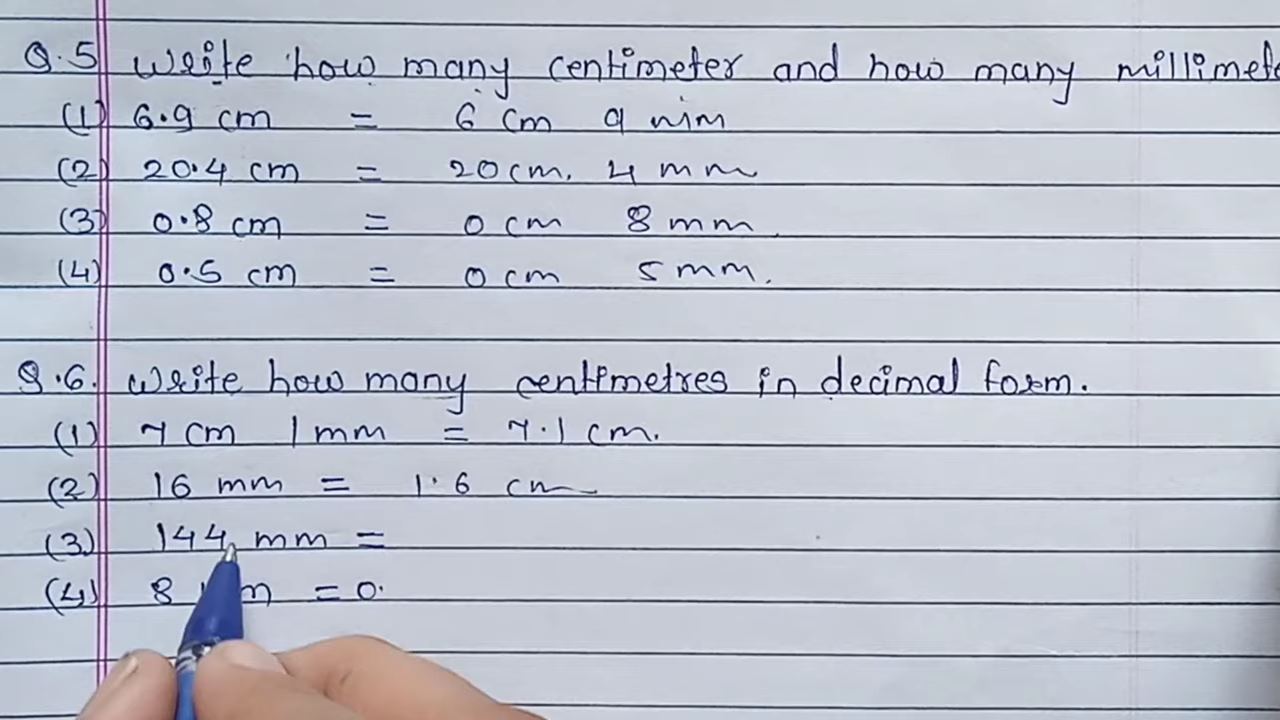 Q.5 Write how many centimeter and how many millimete
(1) 6.9 cm = 6 cm 9 mm
(2) 20.4 cm = 20cm. 4 mm
(3) 0.8 cm = 0 cm 8 mm.
(4) 0.5 cm = 0 cm 5 mm.
Q.6. Write how many centimetres in decimal form.
(1) 7 cm 1 mm = 7.1 cm.
(2) 16 mm = 1.6 cm
(3) 144 mm =
(4) 8 = 0.